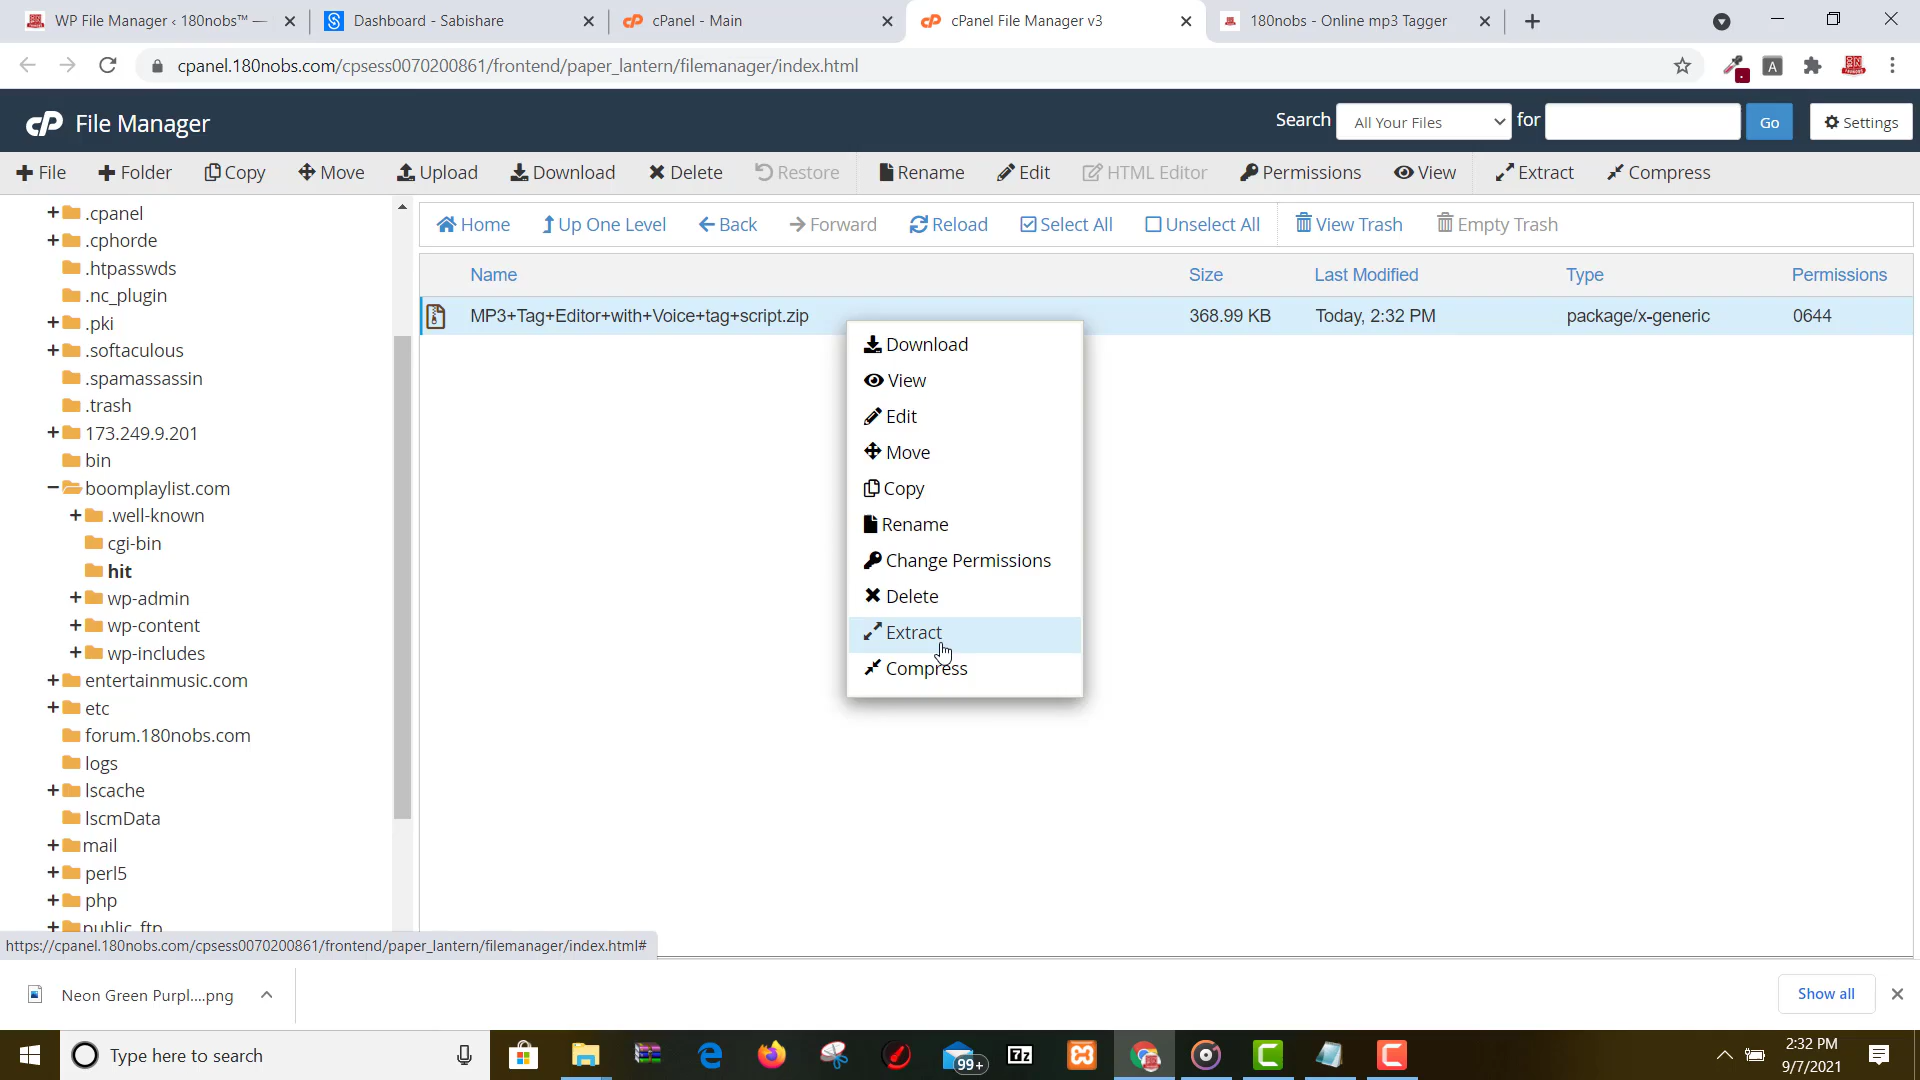 WP File Manager ‹ 180nobs™ —
Dashboard - Sabishare
cPanel - Main
cPanel File Manager v3
180nobs - Online mp3 Tagger
cpanel.180nobs.com/cpsess0070200861/frontend/paper_lantern/filemanager/index.html
A
cP File Manager
Search
All Your Files
for
Go
Settings
File
Folder
Copy
Move
Upload
Download
Delete
Restore
Rename
Edit
HTML Editor
Permissions
View
Extract
Compress
Home
Up One Level
Back
Forward
Reload
Select All
Unselect All
View Trash
Empty Trash
.cpanel
.cphorde
.htpasswds
.nc_plugin
.pki
.softaculous
.spamassassin
.trash
173.249.9.201
bin
boomplaylist.com
.well-known
cgi-bin
hit
wp-admin
wp-content
wp-includes
entertainmusic.com
etc
forum.180nobs.com
logs
lscache
lscmData
mail
perl5
php
public_ftp
Name
Size
Last Modified
Type
Permissions
MP3+Tag+Editor+with+Voice+tag+script.zip
368.99 KB
Today, 2:32 PM
package/x-generic
0644
Download
View
Edit
Move
Copy
Rename
Change Permissions
Delete
Extract
Compress
https://cpanel.180nobs.com/cpsess0070200861/frontend/paper_lantern/filemanager/index.html#
Neon Green Purpl....png
Show all
Type here to search
99+
7z
2:32 PM
9/7/2021